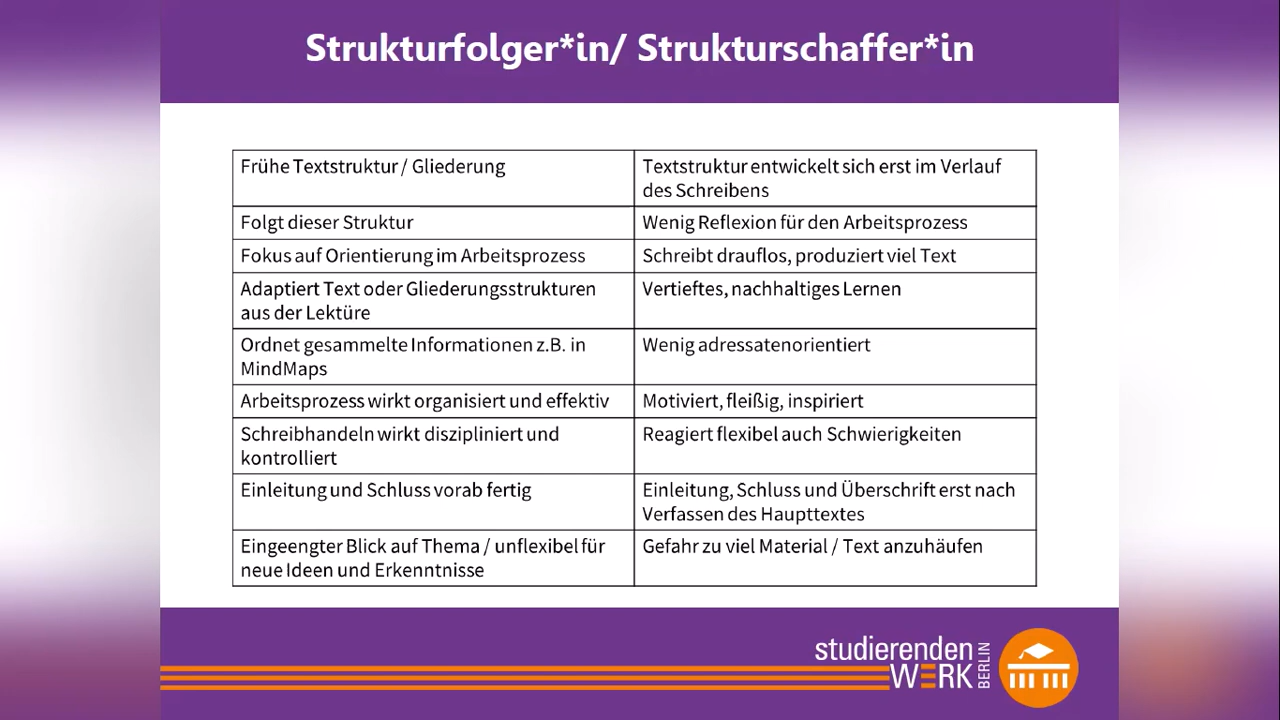 Strukturfolger*in/ Strukturschaffer*in
Frühe Textstruktur / Gliederung
Textstruktur entwickelt sich erst im Verlauf
des Schreibens
Folgt dieser Struktur
Wenig Reflexion für den Arbeitsprozess
Fokus auf Orientierung im Arbeitsprozess
Schreibt drauflos, produziert viel Text
Adaptiert Text oder Gliederungsstrukturen
aus der Lektüre
Vertieftes, nachhaltiges Lernen
Ordnet gesammelte Informationen z.B. in
MindMaps
Wenig adressatenorientiert
Arbeitsprozess wirkt organisiert und effektiv
Motiviert, fleißig, inspiriert
Schreibhandeln wirkt diszipliniert und
kontrolliert
Reagiert flexibel auch Schwierigkeiten
Einleitung und Schluss vorab fertig
Einleitung, Schluss und Überschrift erst nach
Verfassen des Haupttextes
Eingeengter Blick auf Thema / unflexibel für
neue Ideen und Erkenntnisse
Gefahr zu viel Material / Text anzuhäufen
studierenden
WERK
BERLIN